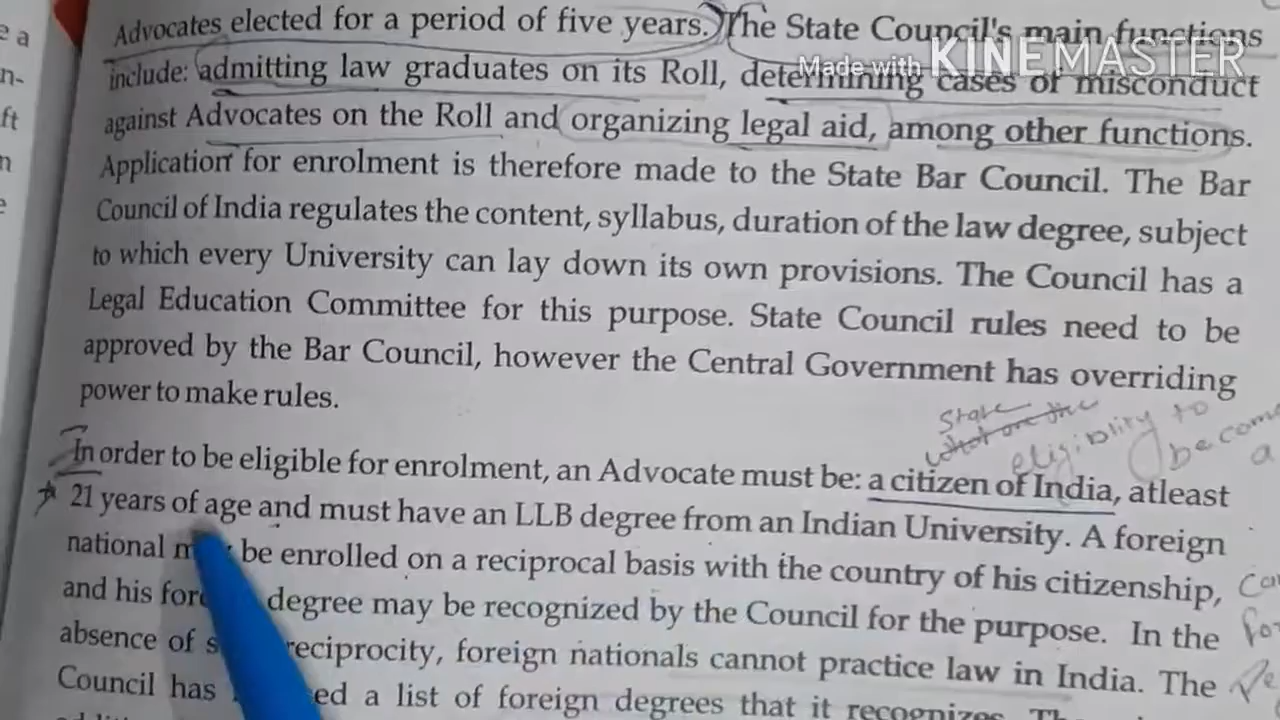 Advocates elected for a period of five years. The State Council's main functions
Made with KINEMASTER
include: admitting law graduates on its Roll, determining cases of misconduct
against Advocates on the Roll and organizing legal aid, among other functions.
Application for enrolment is therefore made to the State Bar Council. The Bar
Council of India regulates the content, syllabus, duration of the law degree, subject
to which every University can lay down its own provisions. The Council has a
Legal Education Committee for this purpose. State Council rules need to be
approved by the Bar Council, however the Central Government has overriding
power to make rules.
State
what are the
eligibility to
become
a
In order to be eligible for enrolment, an Advocate must be: a citizen of India, atleast
21 years of age and must have an LLB degree from an Indian University. A foreign
national be enrolled on a reciprocal basis with the country of his citizenship,
and his degree may be recognized by the Council for the purpose. In the
absence of reciprocity, foreign nationals cannot practice law in India. The
Council has a list of foreign degrees that it recognizes.